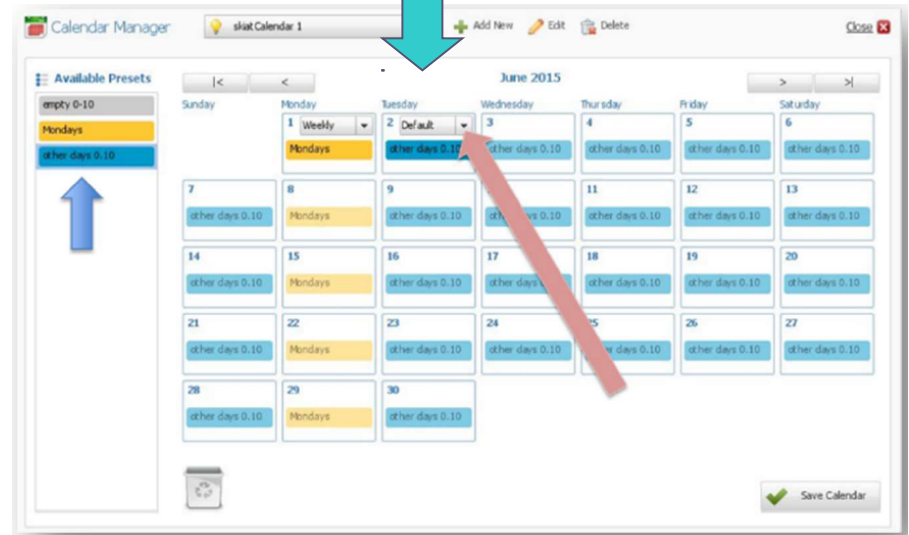 Calendar Manager skiat Calendar 1 Add New Edit Delete Close
Available Presets |< < June 2015 > >|
empty 0-10
Mondays
other days 0.10
Sunday Monday Tuesday Wednesday Thursday Friday Saturday
1 Weekly 2 Default 3 4 5 6
Mondays other days 0.10 other days 0.10 other days 0.10 other days 0.10 other days 0.10
7 8 9 11 12 13
other days 0.10 Mondays other days 0.10 other days 0.10 other days 0.10 other days 0.10
14 15 16 17 18 19 20
other days 0.10 Mondays other days 0.10 other days other days 0.10 other days 0.10 other days 0.10
21 22 23 24 25 26 27
other days 0.10 Mondays other days 0.10 other days 0.10 days 0.10 other days 0.10 other days 0.10
28 29 30
other days 0.10 Mondays other days 0.10
Save Calendar